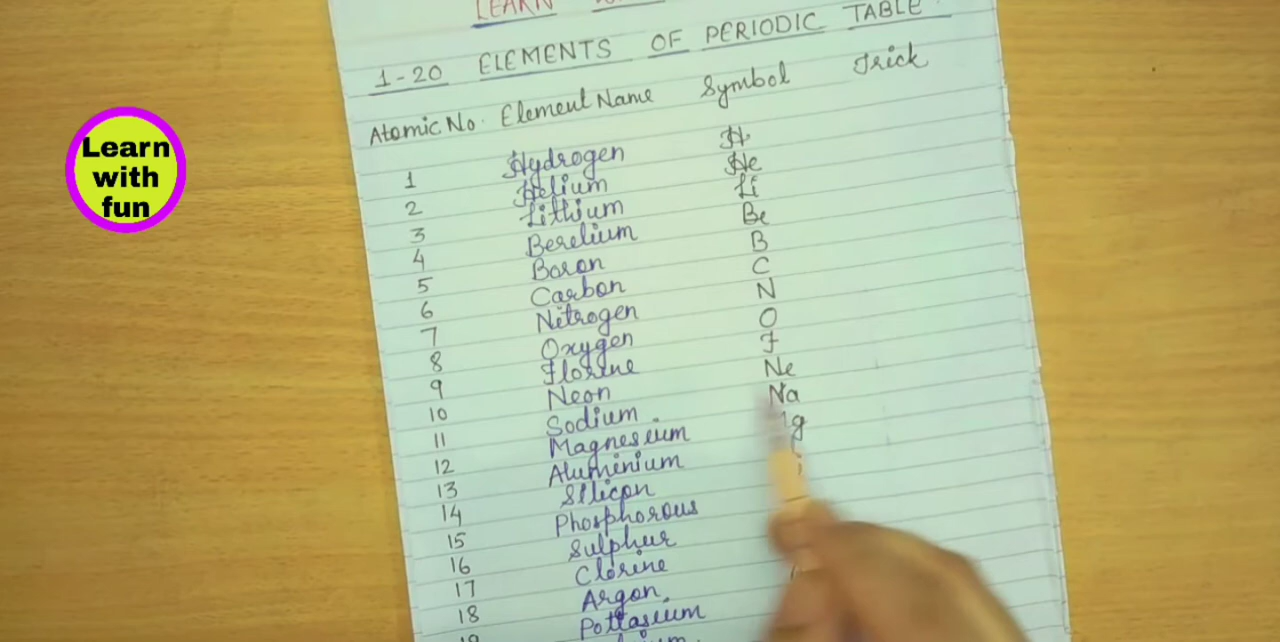 LEARN
1-20 ELEMENTS OF PERIODIC TABLE
Atomic No. Element Name Symbol Trick
1 Hydrogen H
2 Helium He
3 Lithium Li
4 Berelium Be
5 Boron B
6 Carbon C
7 Nitrogen N
8 Oxygen O
9 Florine F
10 Neon Ne
11 Sodium Na
12 Magnesium Mg
13 Aluminium
14 Silicon
15 Phosphorous
16 Sulphur
17 Clorine
18 Argon
19 Pottasium
Learn
with
fun